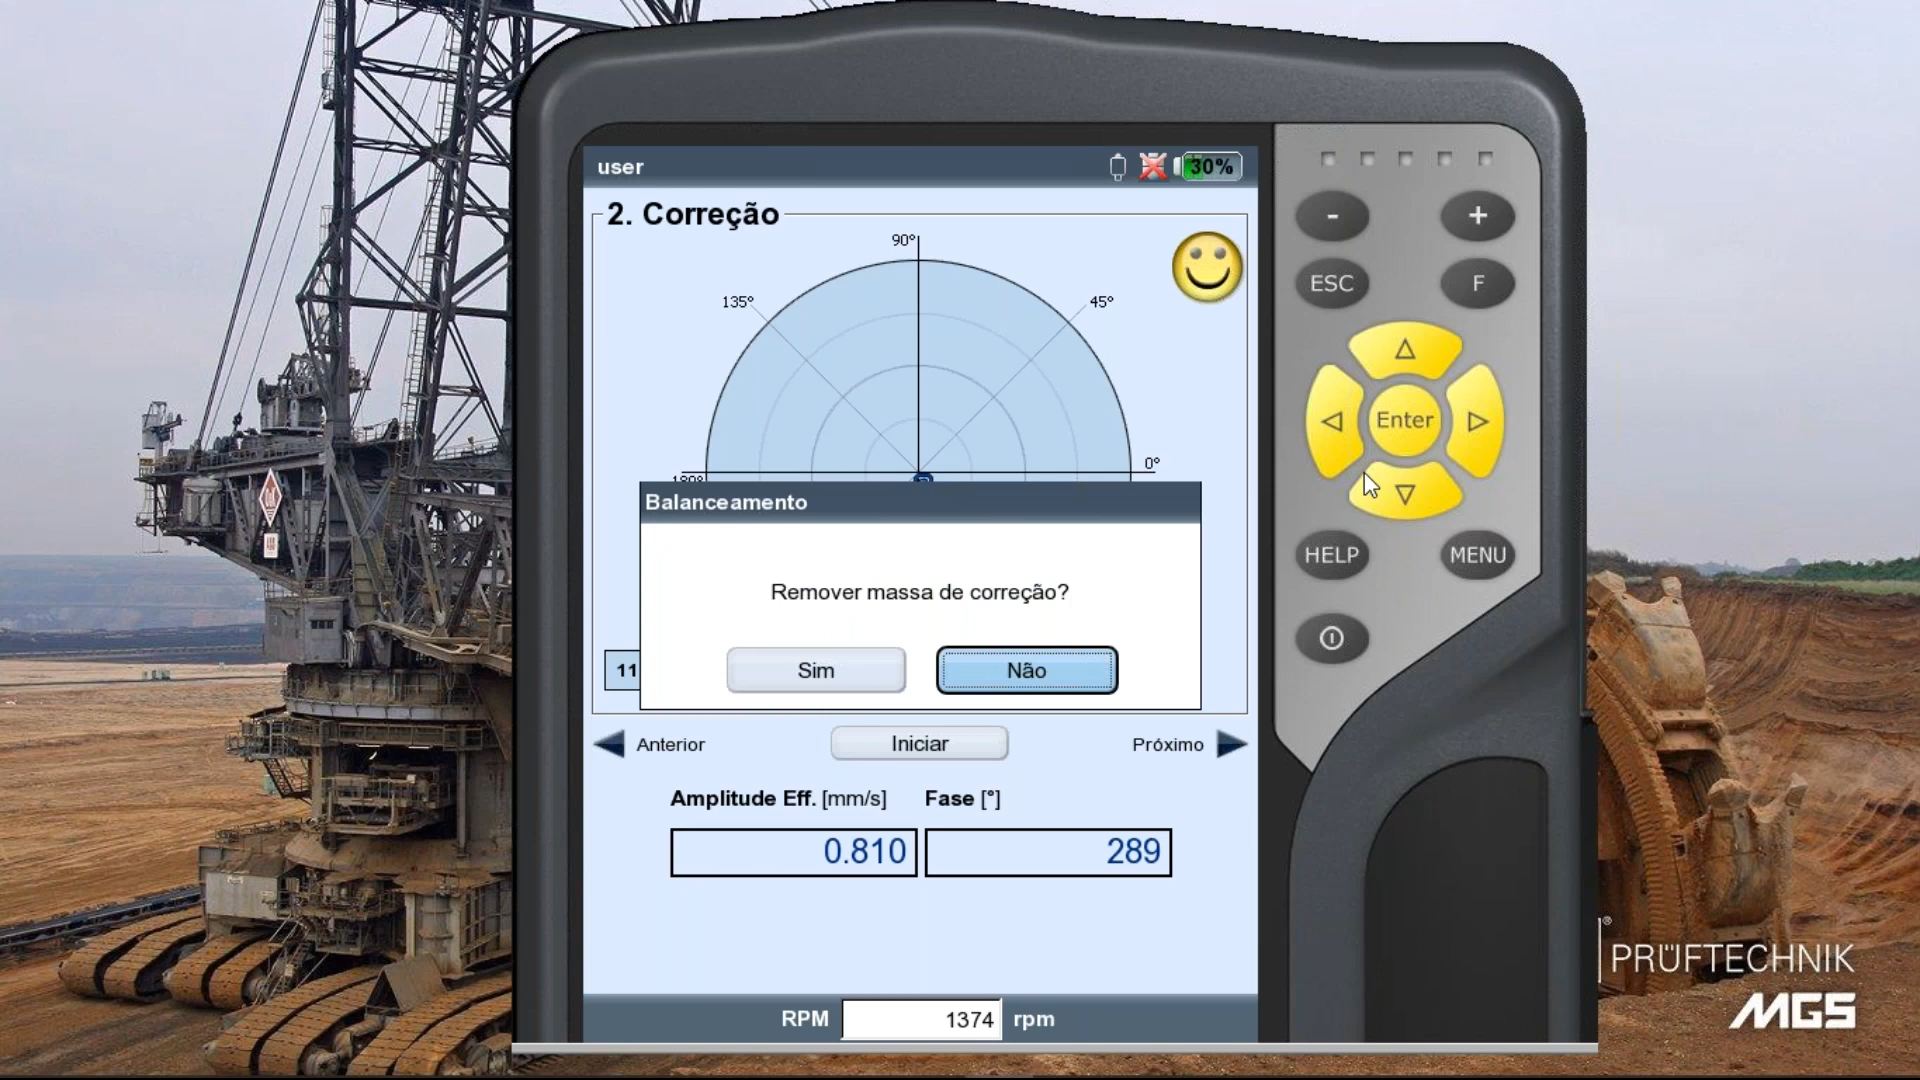 user
30%
2. Correção
90°
135°
45°
0°
180°
Balanceamento
Remover massa de correção?
Sim
Não
11
Anterior
Iniciar
Próximo
Amplitude Eff. [mm/s]
Fase [°]
0.810
289
RPM
1374
rpm
-
+
ESC
F
Enter
HELP
MENU
®
PRÜFTECHNIK
MGS